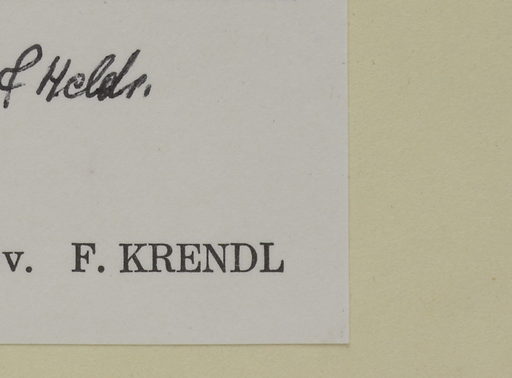 f Heldr.
v. F. KRENDL